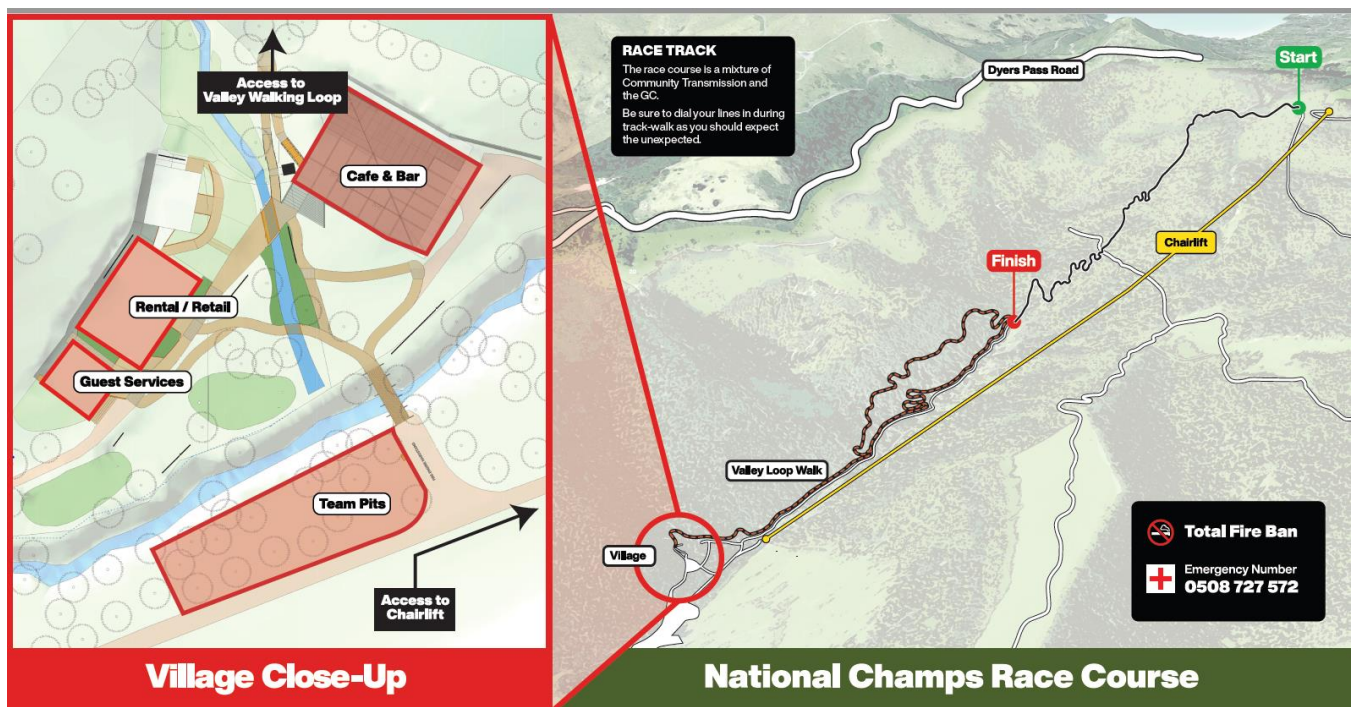 Access to
Valley Walking Loop
Cafe & Bar
Rental / Retail
Guest Services
Team Pits
Access to
Chairlift
Village Close-Up
RACE TRACK
The race course is a mixture of
Community Transmission and
the GC.
Be sure to dial your lines in during
track-walk as you should expect
the unexpected.
Dyers Pass Road
Start
Chairlift
Finish
Valley Loop Walk
Village
Total Fire Ban
Emergency Number
0508 727 572
National Champs Race Course